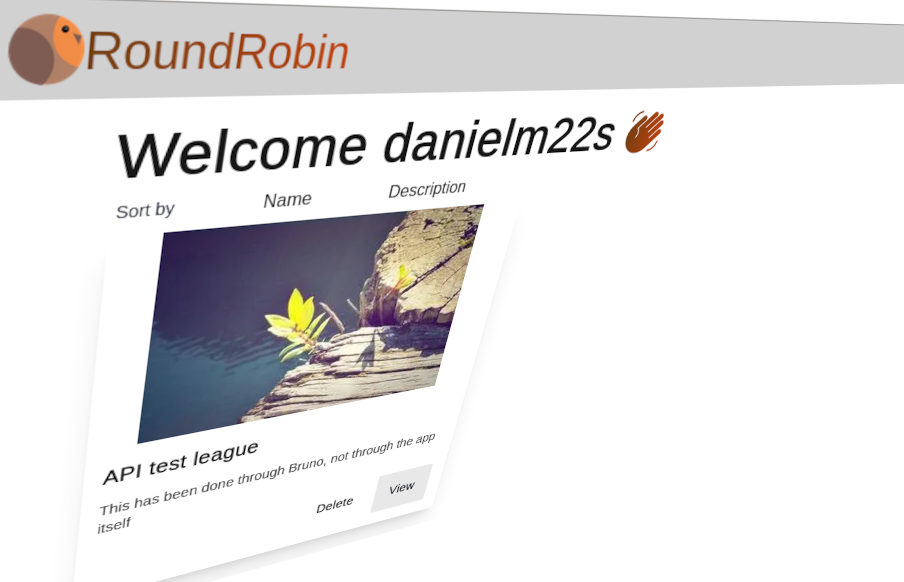 RoundRobin
Welcome danielm22s 👋🏾
Sort by Name Description
API test league
This has been done through Bruno, not through the app
itself
Delete View